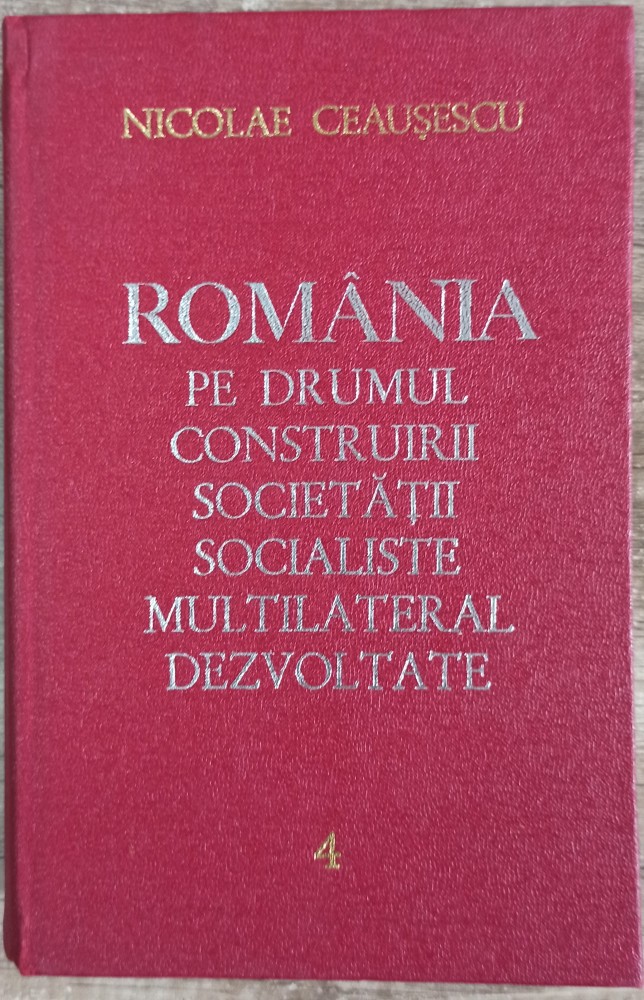 NICOLAE CEAUȘESCU
ROMÂNIA
PE DRUMUL
CONSTRUIRII
SOCIETĂȚII
SOCIALISTE
MULTILATERAL
DEZVOLTATE
4